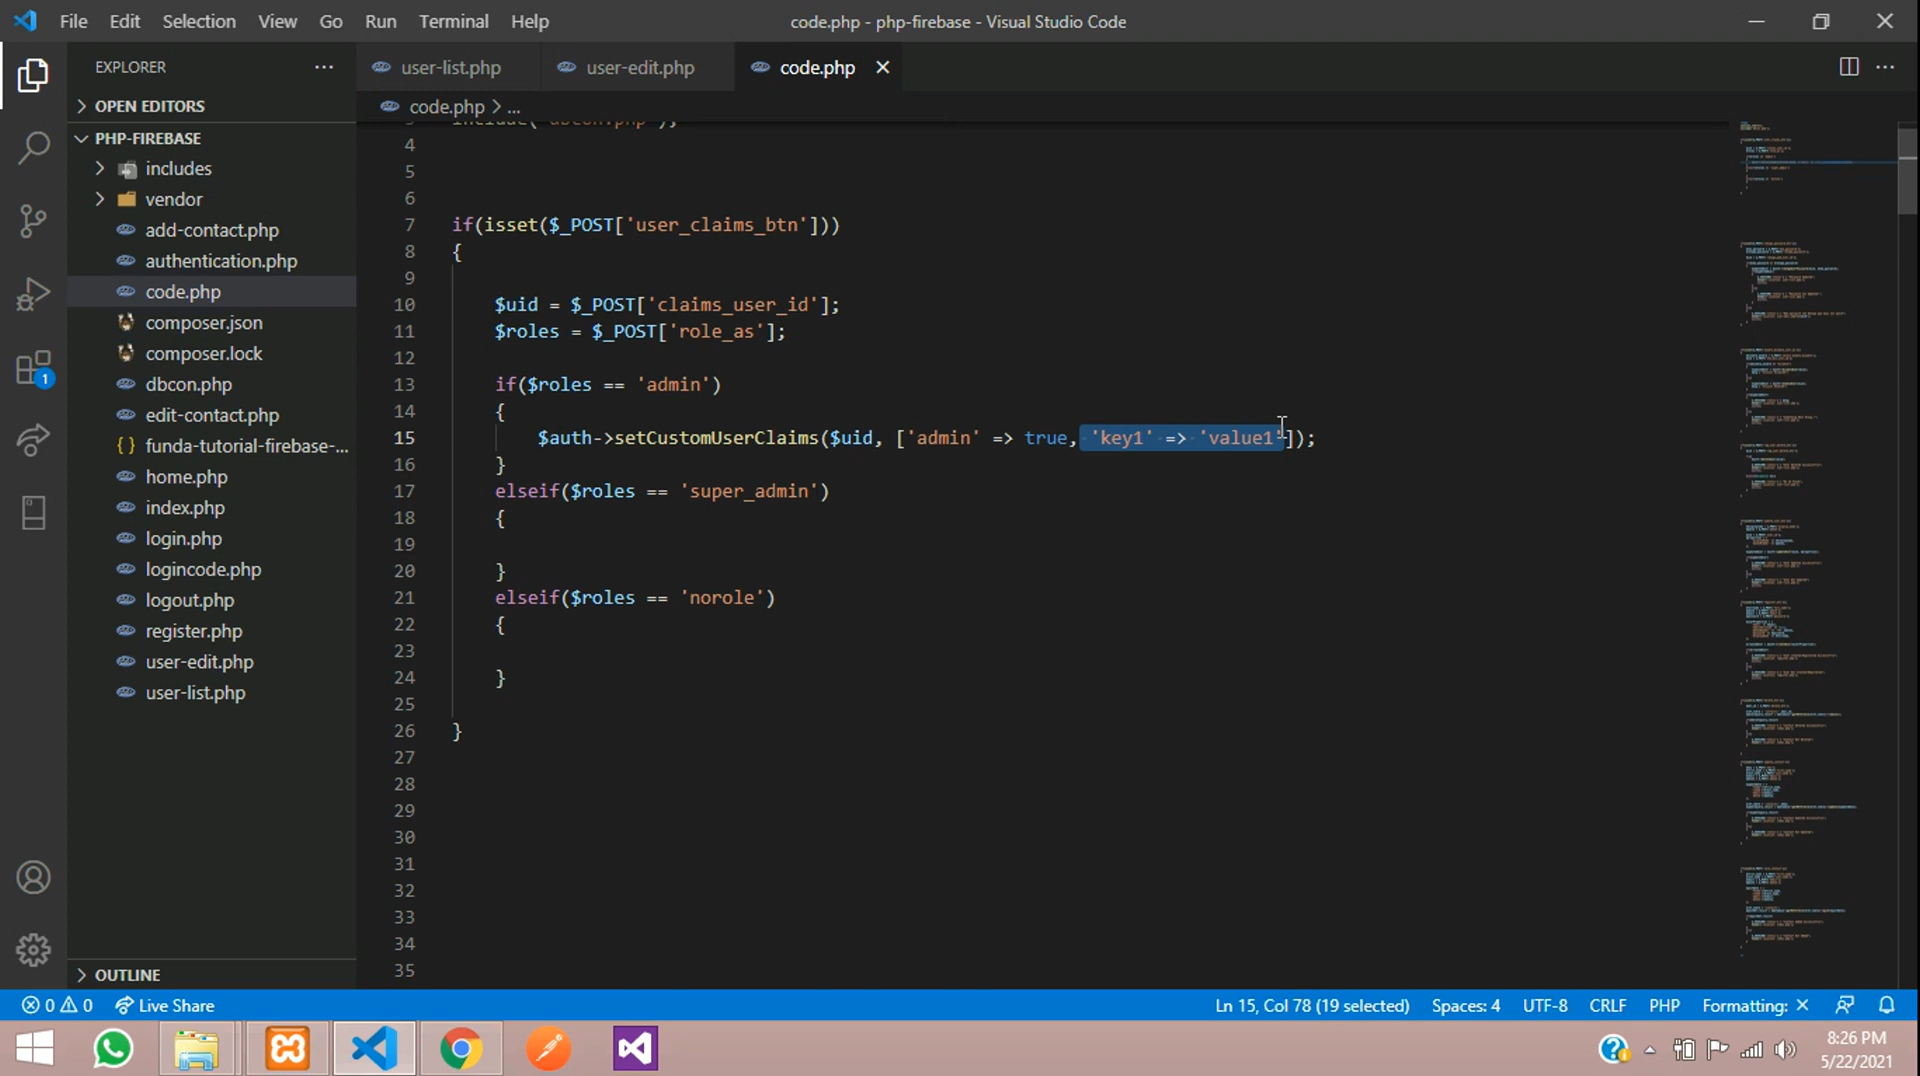 File Edit Selection View Go Run Terminal Help
code.php - php-firebase - Visual Studio Code
EXPLORER
OPEN EDITORS
PHP-FIREBASE
includes
vendor
add-contact.php
authentication.php
code.php
composer.json
composer.lock
dbcon.php
edit-contact.php
{} funda-tutorial-firebase-...
home.php
index.php
login.php
logincode.php
logout.php
register.php
user-edit.php
user-list.php
OUTLINE
1
user-list.php user-edit.php code.php
code.php > ...
4
5
6
7 if(isset($_POST['user_claims_btn']))
8 {
9
10 $uid = $_POST['claims_user_id'];
11 $roles = $_POST['role_as'];
12
13 if($roles == 'admin')
14 {
15 $auth->setCustomUserClaims($uid, ['admin' => true, 'key1' => 'value1']);
16 }
17 elseif($roles == 'super_admin')
18 {
19
20 }
21 elseif($roles == 'norole')
22 {
23
24 }
25
26 }
27
28
29
30
31
32
33
34
35
0 0 Live Share Ln 15, Col 78 (19 selected) Spaces: 4 UTF-8 CRLF PHP Formatting: ×
8:26 PM
5/22/2021